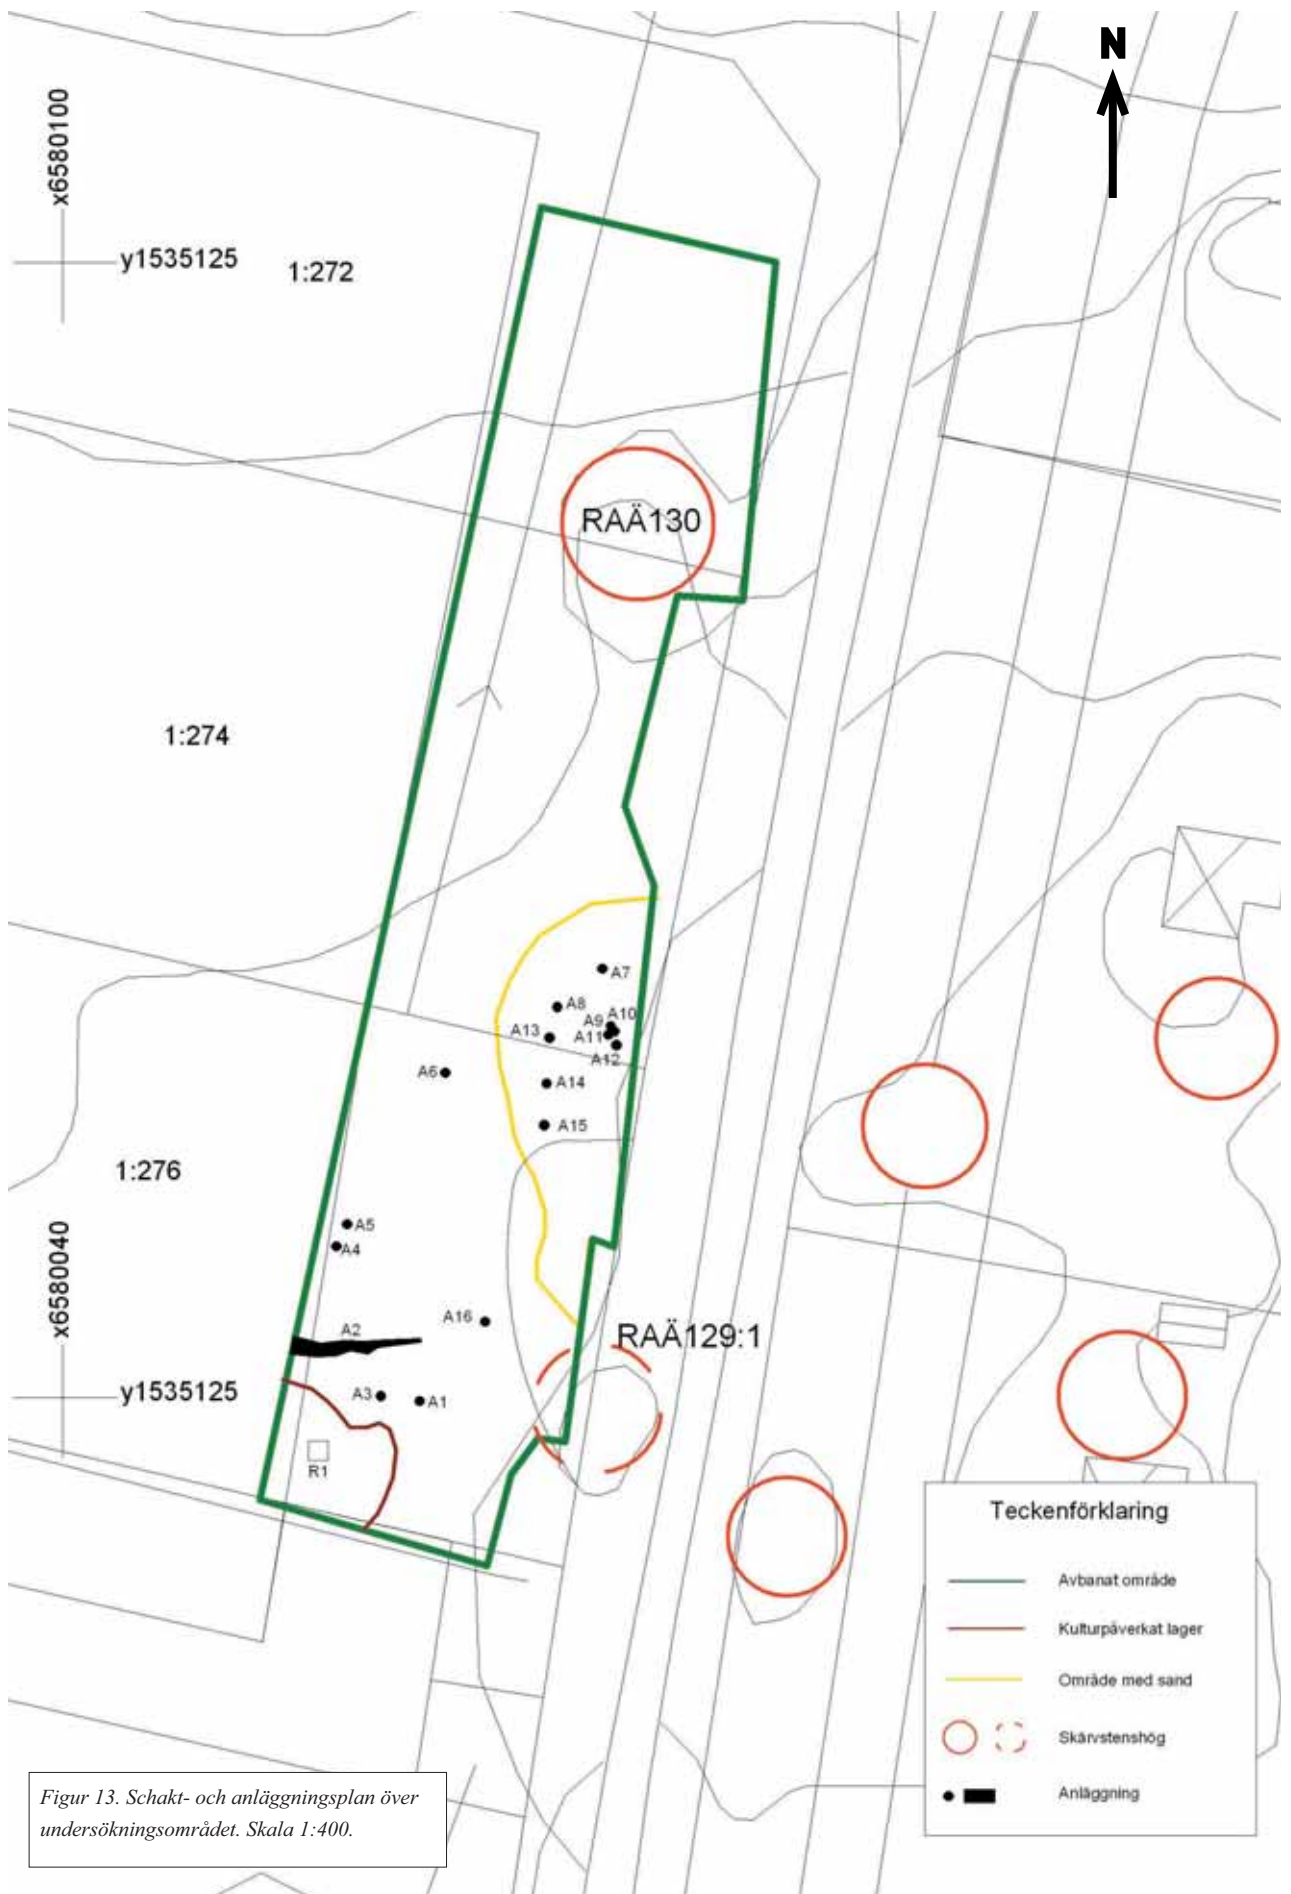 N
x6580100
y1535125
1:272
RAÄ130
1:274
A7
A8
A10
A9
A13
A11
A12
A6
A14
A15
1:276
A5
A4
x6580040
A16
A2
RAÄ129:1
y1535125
A3
A1
R1
Teckenförklaring
Avbanat område
Kulturpåverkat lager
Område med sand
Skärvstenshög
Anläggning
Figur 13. Schakt- och anläggningsplan över
undersökningsområdet. Skala 1:400.